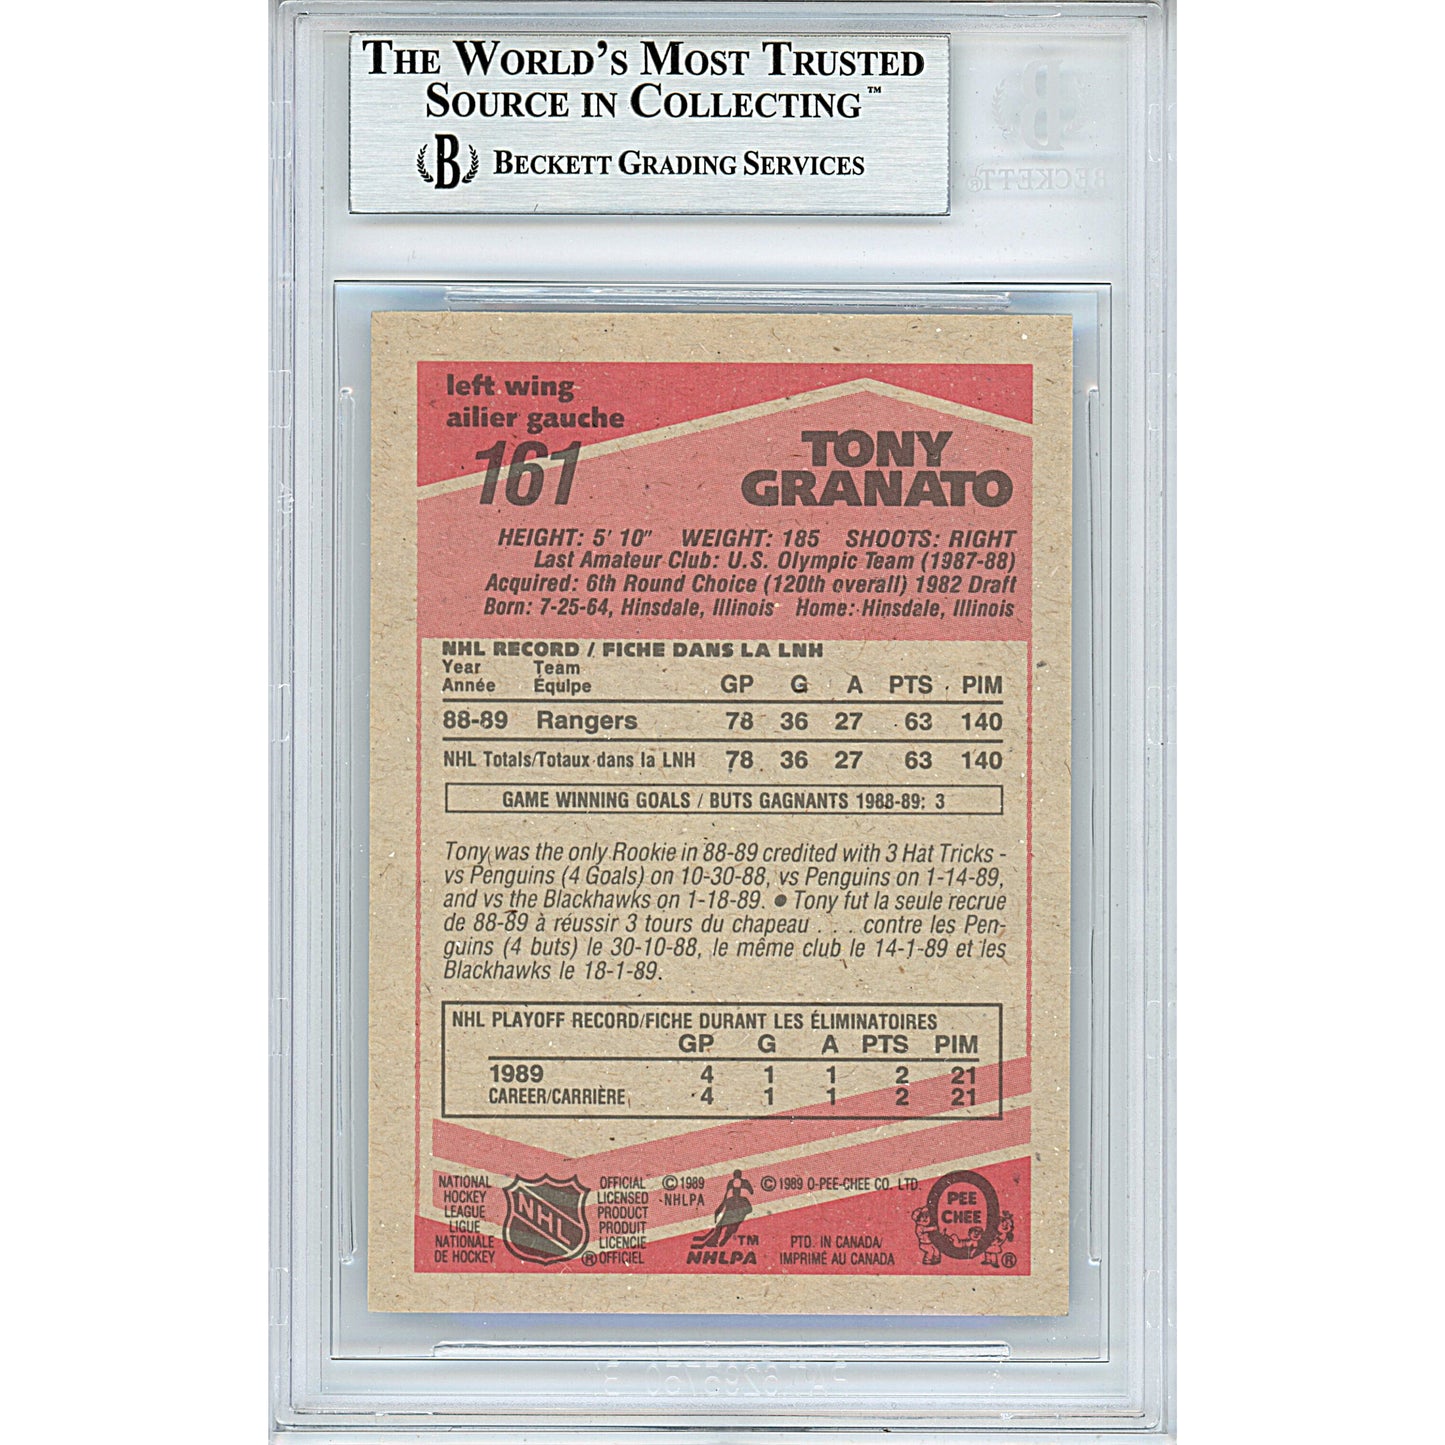 THE WORLD'S MOST TRUSTED
SOURCE IN COLLECTING™
B BECKETT GRADING SERVICES
B
BECKETT®
left wing
ailier gauche
161
TONY
GRANATO
HEIGHT: 5' 10" WEIGHT: 185 SHOOTS: RIGHT
Last Amateur Club: U.S. Olympic Team (1987-88)
Acquired: 6th Round Choice (120th overall) 1982 Draft
Born: 7-25-64, Hinsdale, Illinois Home: Hinsdale, Illinois
NHL RECORD / FICHE DANS LA LNH
Year Team
Année Équipe GP G A PTS PIM
88-89 Rangers 78 36 27 63 140
NHL Totals/Totaux dans la LNH 78 36 27 63 140
GAME WINNING GOALS / BUTS GAGNANTS 1988-89: 3
Tony was the only Rookie in 88-89 credited with 3 Hat Tricks -
vs Penguins (4 Goals) on 10-30-88, vs Penguins on 1-14-89,
and vs the Blackhawks on 1-18-89. ● Tony fut la seule recrue
de 88-89 à réussir 3 tours du chapeau . . . contre les Pen-
guins (4 buts) le 30-10-88, le même club le 14-1-89 et les
Blackhawks le 18-1-89.
NHL PLAYOFF RECORD/FICHE DURANT LES ÉLIMINATOIRES
GP G A PTS PIM
1989 4 1 1 2 21
CAREER/CARRIÈRE 4 1 1 2 21
NATIONAL
HOCKEY
LEAGUE
LIGUE
NATIONALE
DE HOCKEY
NHL
®
OFFICIAL
LICENSED
PRODUCT
PRODUIT
LICENCIE
OFFICIEL
©1989
NHLPA
TM
NHLPA
©1989 O-PEE-CHEE CO. LTD.
PTD. IN CANADA/
IMPRIMÉ AU CANADA
O
PEE
CHEE
®